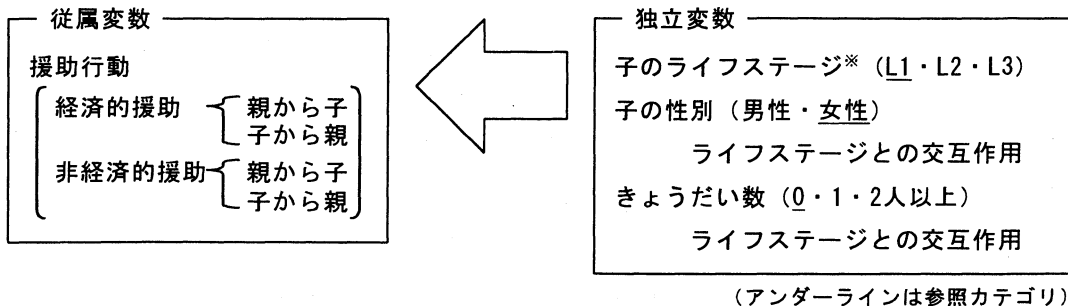 従属変数
援助行動
経済的援助 親から子
子から親
非経済的援助 親から子
子から親
独立変数
子のライフステージ※ (L1・L2・L3)
子の性別 (男性・女性)
ライフステージとの交互作用
きょうだい数 (0・1・2人以上)
ライフステージとの交互作用
(アンダーラインは参照カテゴリ)